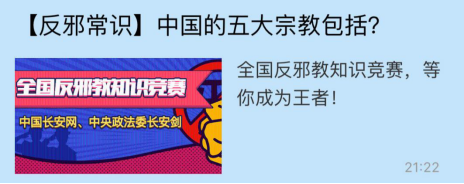 【反邪常识】中国的五大宗教包括?
全国反邪教知识竞赛
中国长安网、中央政法委长安剑
全国反邪教知识竞赛，等
你成为王者！
21:22